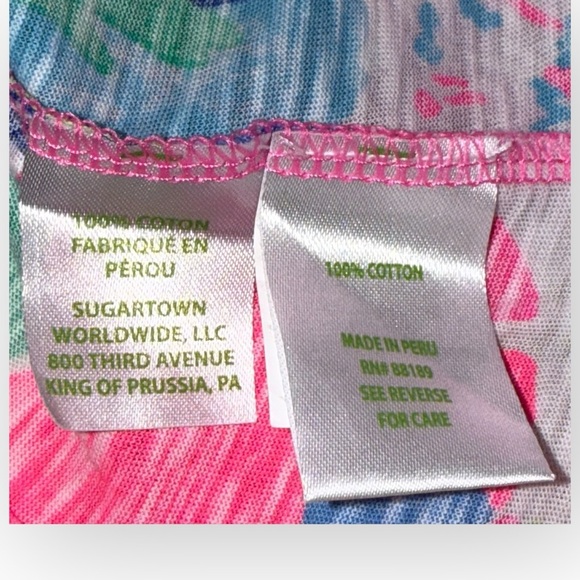 100% COTON
FABRIQUÉ EN
PÉROU
SUGARTOWN
WORLDWIDE, LLC
800 THIRD AVENUE
KING OF PRUSSIA, PA
100% COTTON
MADE IN PERU
RN# 88189
SEE REVERSE
FOR CARE